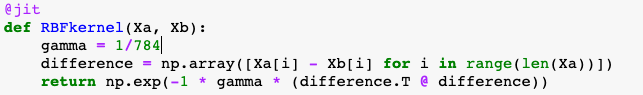 @jit
def RBFkernel(Xa, Xb):
    gamma = 1/784
    difference = np.array([Xa[i] - Xb[i] for i in range(len(Xa))])
    return np.exp(-1 * gamma * (difference.T @ difference))